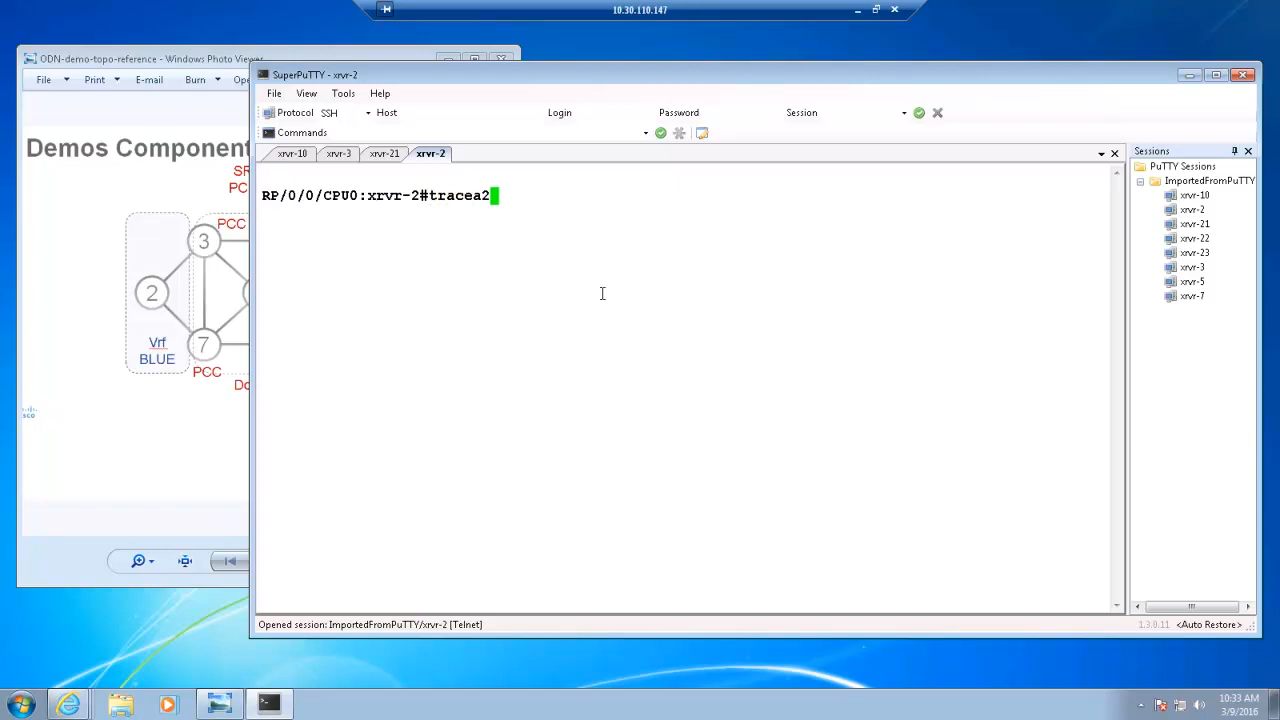 10.30.110.147
ODN-demo-topo-reference - Windows Photo Viewer
File Print E-mail Burn
Demos Component
PCC
3
2
Vrf
BLUE
7
PCC
SuperPuTTY - xrvr-2
File View Tools Help
Protocol SSH Host Login Password Session
Commands
xrvr-10 xrvr-3 xrvr-21 xrvr-2
RP/0/0/CPU0:xrvr-2#tracea2
Opened session: ImportedFromPuTTY/xrvr-2 [Telnet]
1.3.0.11 <Auto Restore>
Sessions
PuTTY Sessions
ImportedFromPuTTY
xrvr-10
xrvr-2
xrvr-21
xrvr-22
xrvr-23
xrvr-3
xrvr-5
xrvr-7
10:33 AM
3/9/2016